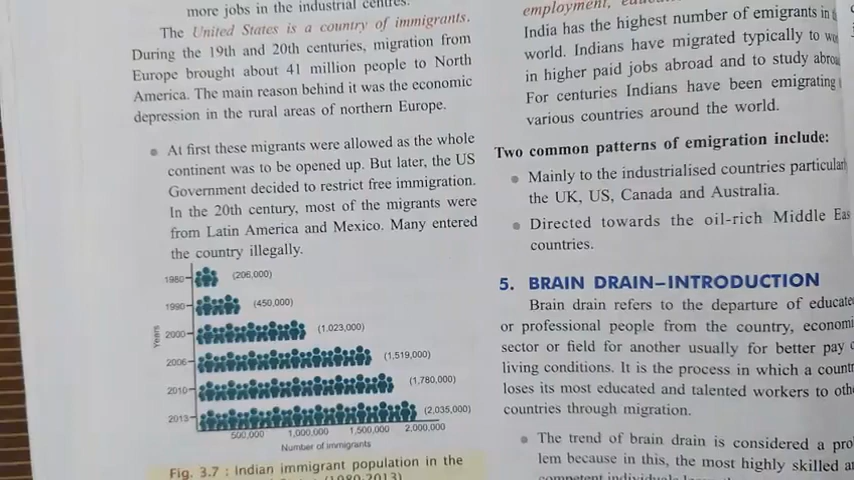 more jobs in the industrial centres.
The United States is a country of immigrants.
During the 19th and 20th centuries, migration from
Europe brought about 41 million people to North
America. The main reason behind it was the economic
depression in the rural areas of northern Europe.
• At first these migrants were allowed as the whole
continent was to be opened up. But later, the US
Government decided to restrict free immigration.
In the 20th century, most of the migrants were
from Latin America and Mexico. Many entered
the country illegally.
Years
1980 (206,000)
1990 (450,000)
2000 (1,023,000)
2006 (1,519,000)
2010 (1,780,000)
2013 (2,035,000)
500,000 1,000,000 1,500,000 2,000,000
Number of immigrants
Fig. 3.7 : Indian immigrant population in the
(1980-2013)
employment,
India has the highest number of emigrants in
world. Indians have migrated typically to
in higher paid jobs abroad and to study
For centuries Indians have been emigrating
various countries around the world.
Two common patterns of emigration include:
• Mainly to the industrialised countries
the UK, US, Canada and Australia.
• Directed towards the oil-rich Middle
countries.
5. BRAIN DRAIN–INTRODUCTION
Brain drain refers to the departure of
or professional people from the country,
sector or field for another usually for better pay
living conditions. It is the process in which a
loses its most educated and talented workers to
countries through migration.
• The trend of brain drain is considered a
lem because in this, the most highly skilled
competent